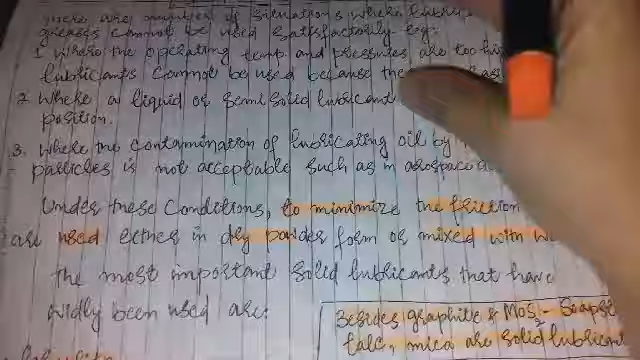 There are number of Situations where lubri
greases cannot be used satisfactorily eg:
1. Where the operating temp. and pressures are too hi
lubricants cannot be used because the
2. Where a liquid or semi solid lubricant
position.
3. Where the contamination of lubricating oil by
particles is not acceptable such as in aerospace
Under these conditions, to minimize the friction
are used either in dry powder form or mixed with w
the most important Solid lubricants that have
widly been used are:
Besides graphite & MoS2 - Soapst
talc, mica are solid lubricant